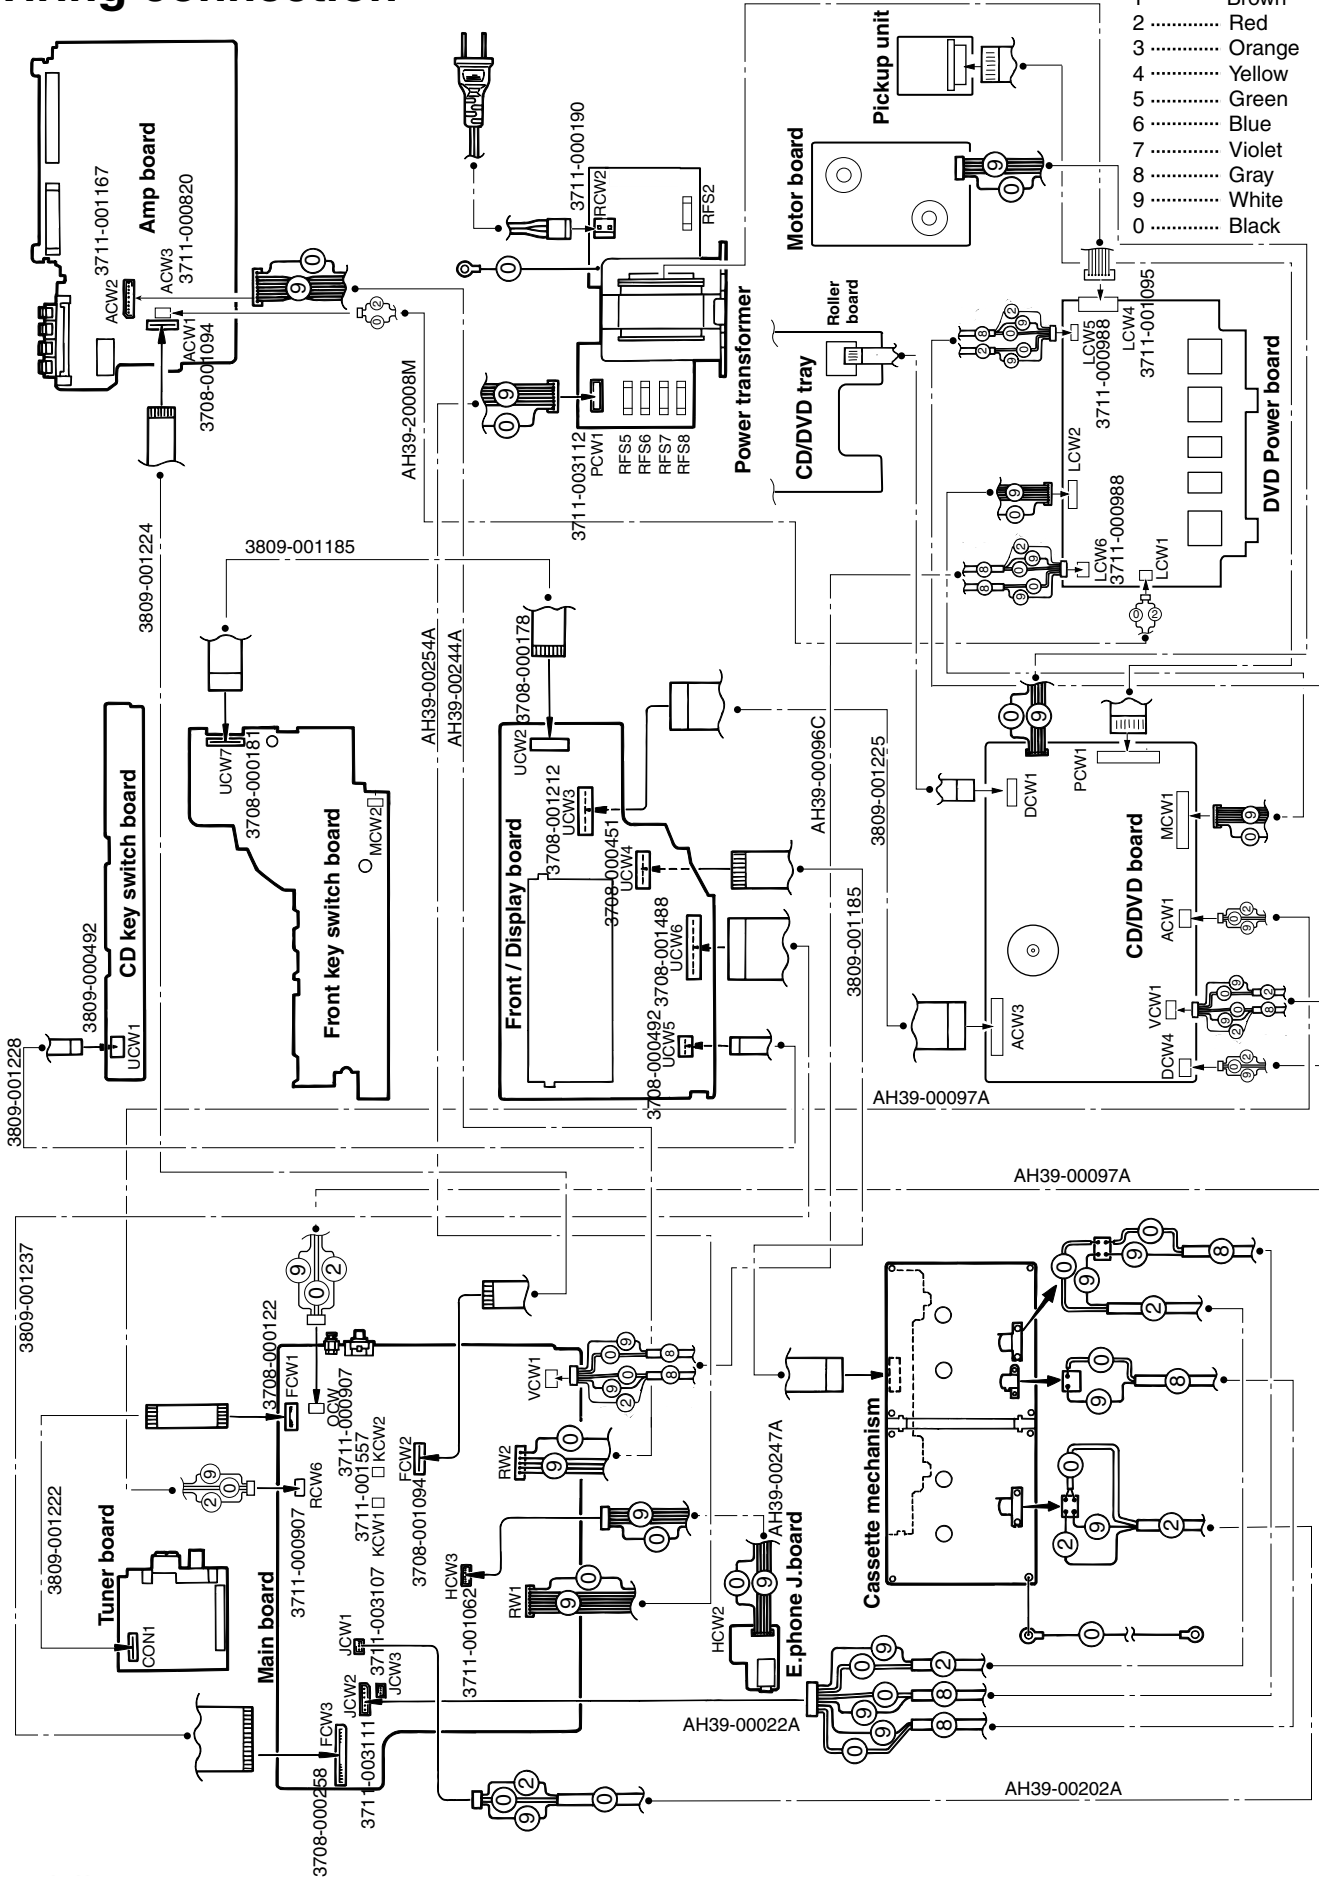 1 ············ Brown
2 ············ Red
3 ············ Orange
4 ············ Yellow
5 ············ Green
6 ············ Blue
7 ············ Violet
8 ············ Gray
9 ············ White
0 ············ Black
Amp board
3711-001167
ACW2
ACW3
3711-000820
ACW1
3708-001094
9
0
2
0
3711-000190
RCW2
RFS2
0
Power transformer
3711-003112
PCW1
RFS5
RFS6
RFS7
RFS8
9
0
AH39-20008M
Pickup unit
Motor board
9
0
Roller
board
CD/DVD tray
DVD Power board
LCW5
3711-000988
LCW4
3711-001095
LCW2
LCW6
3711-000988
LCW1
3809-001224
3809-001185
AH39-00254A
AH39-00244A
CD key switch board
UCW1
3809-000492
3809-001228
Front key switch board
UCW7
3708-000181
MCW2
Front / Display board
UCW2
3708-000178
3708-001212
UCW3
3708-000451
UCW4
3708-001488
UCW6
3708-000492
UCW5
AH39-00096C
3809-001225
3809-001185
CD/DVD board
DCW1
PCW1
MCW1
ACW1
VCW1
DCW4
ACW3
AH39-00097A
AH39-00097A
3809-001237
3809-001222
Tuner board
CON1
Main board
3708-000122
FCW1
OCW
3711-000907
3711-001557
KCW1
KCW2
RCW6
3711-000907
FCW2
3708-001094
VCW1
RW2
RW1
HCW3
3711-001062
JCW1
3711-003107
JCW2
JCW3
3711-003111
FCW3
3708-000258
HCW2
E.phone J.board
AH39-00247A
Cassette mechanism
AH39-00022A
AH39-00202A